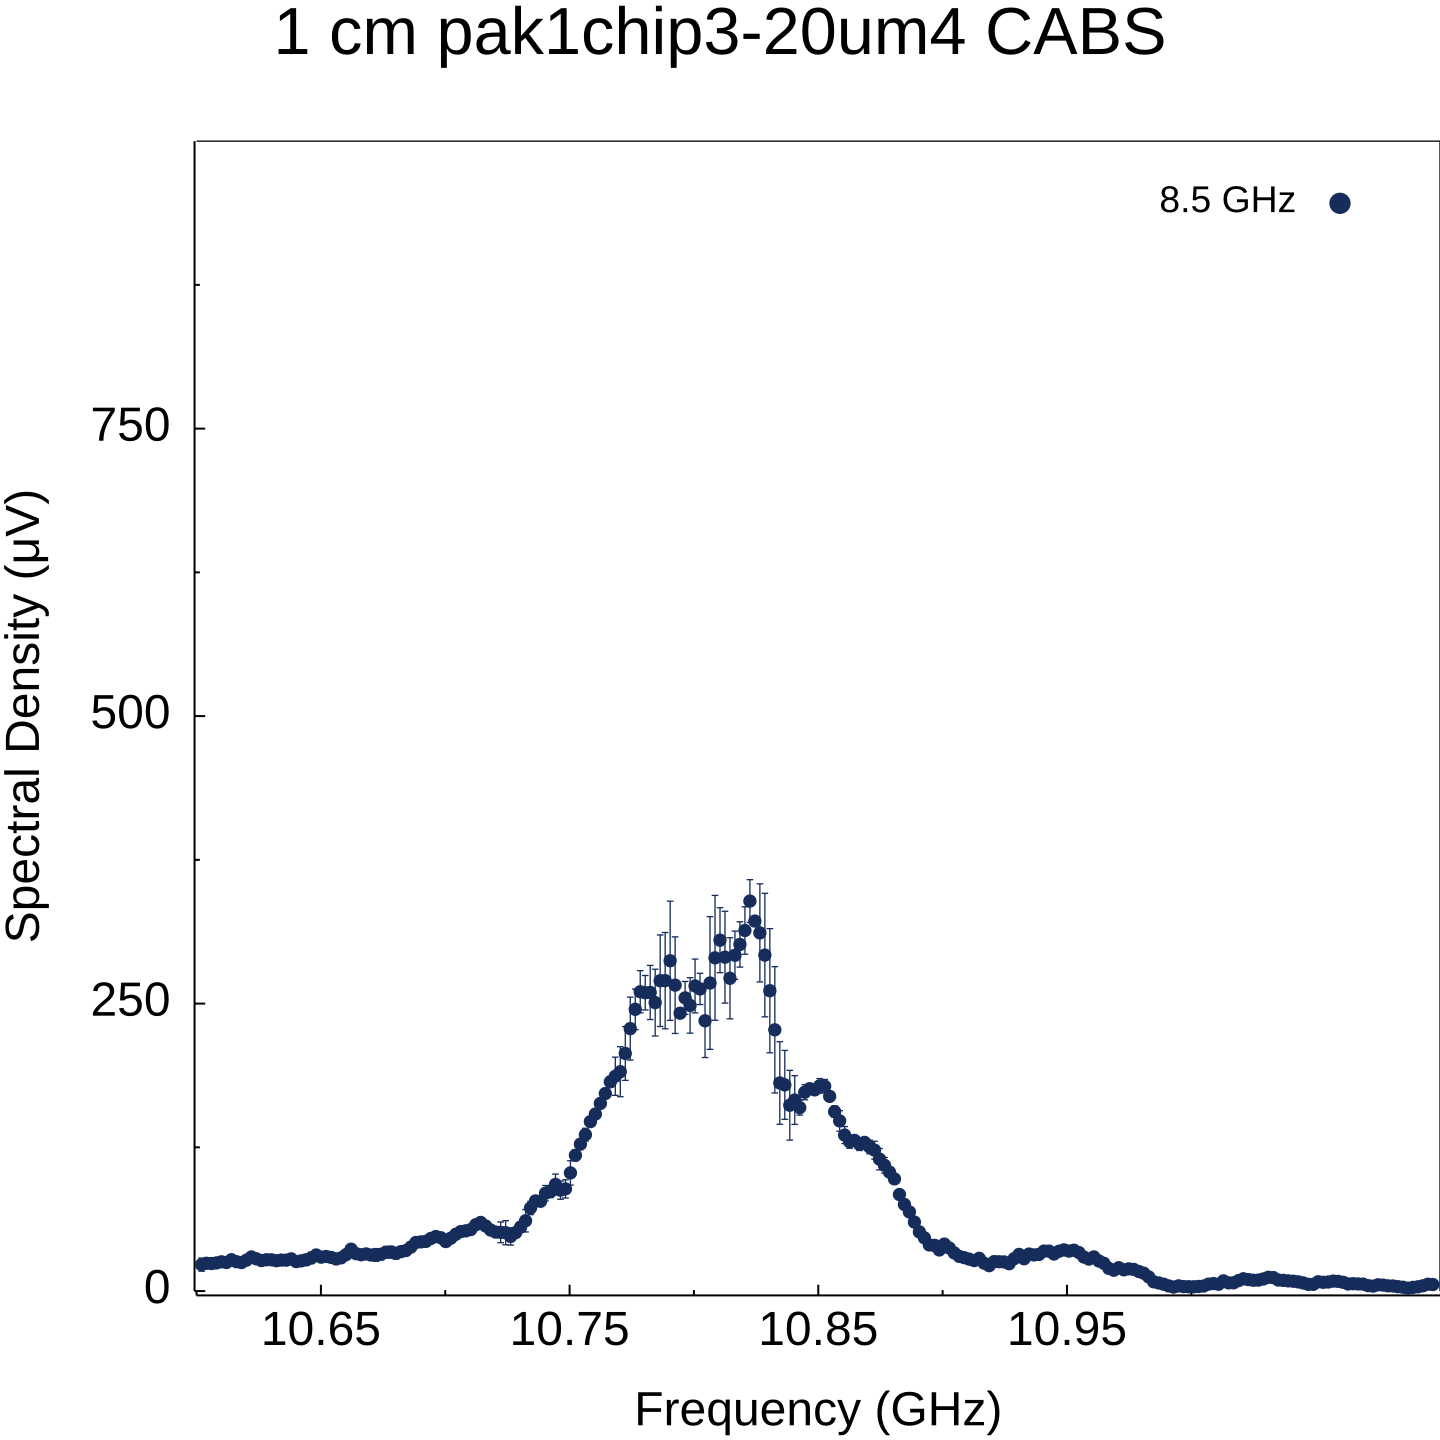 1 cm pak1chip3-20um4 CABS
8.5 GHz
750
500
250
0
Spectral Density (μV)
10.65 10.75 10.85 10.95
Frequency (GHz)